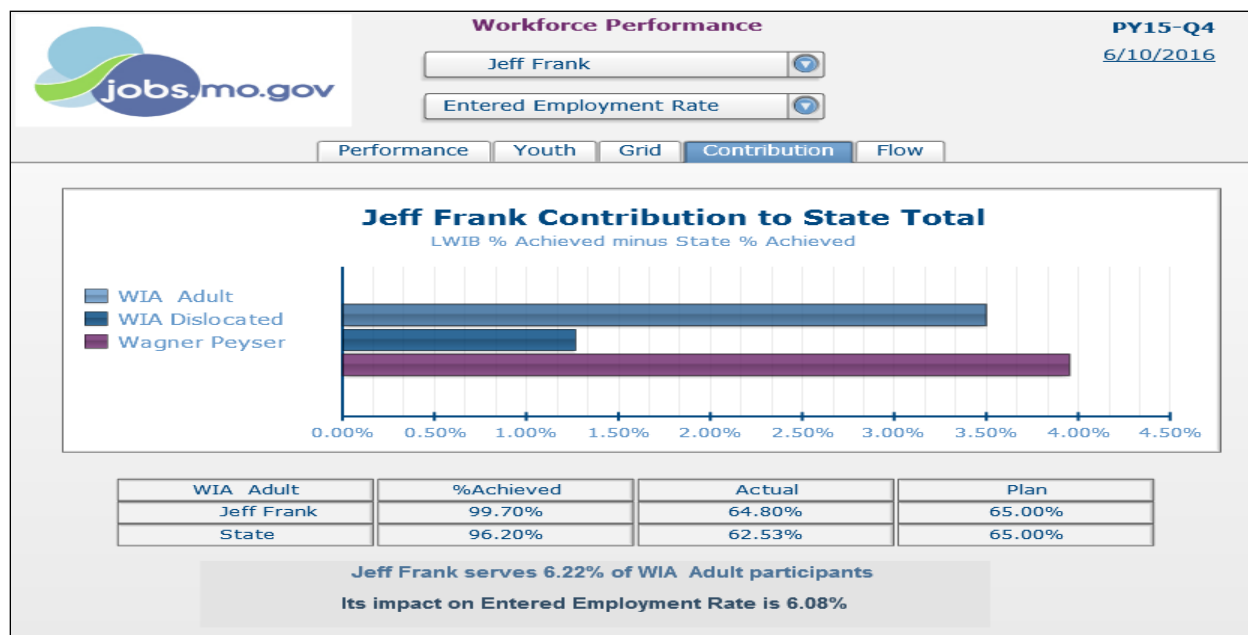 jobs.mo.gov
Workforce Performance
PY15-Q4
6/10/2016
Jeff Frank
Entered Employment Rate
Performance Youth Grid Contribution Flow
Jeff Frank Contribution to State Total
LWIB % Achieved minus State % Achieved
WIA Adult
WIA Dislocated
Wagner Peyser
0.00% 0.50% 1.00% 1.50% 2.00% 2.50% 3.00% 3.50% 4.00% 4.50%
WIA Adult %Achieved Actual Plan
Jeff Frank 99.70% 64.80% 65.00%
State 96.20% 62.53% 65.00%
Jeff Frank serves 6.22% of WIA Adult participants
Its impact on Entered Employment Rate is 6.08%